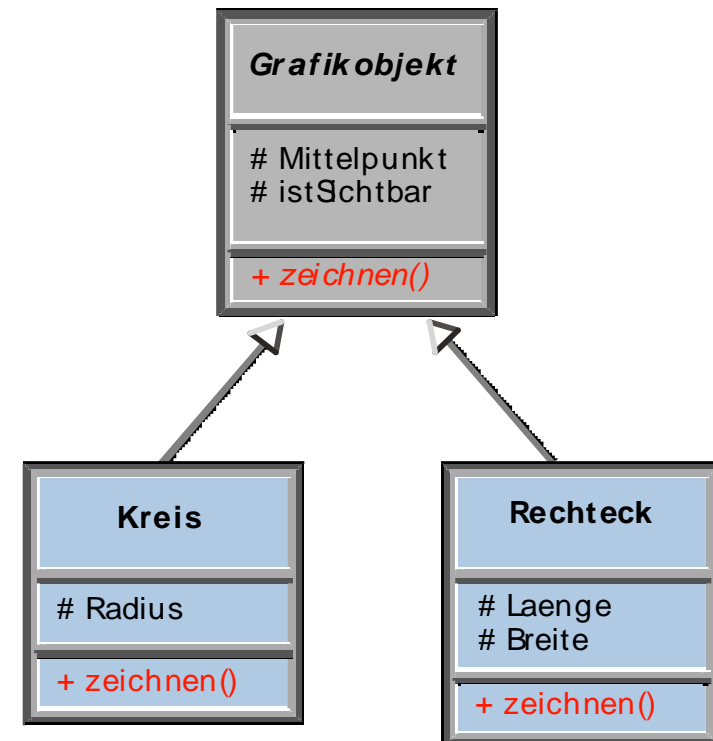 Grafikobjekt
# Mittelpunkt
# istSichtbar
+ zeichnen()
Kreis
# Radius
+ zeichnen()
Rechteck
# Laenge
# Breite
+ zeichnen()